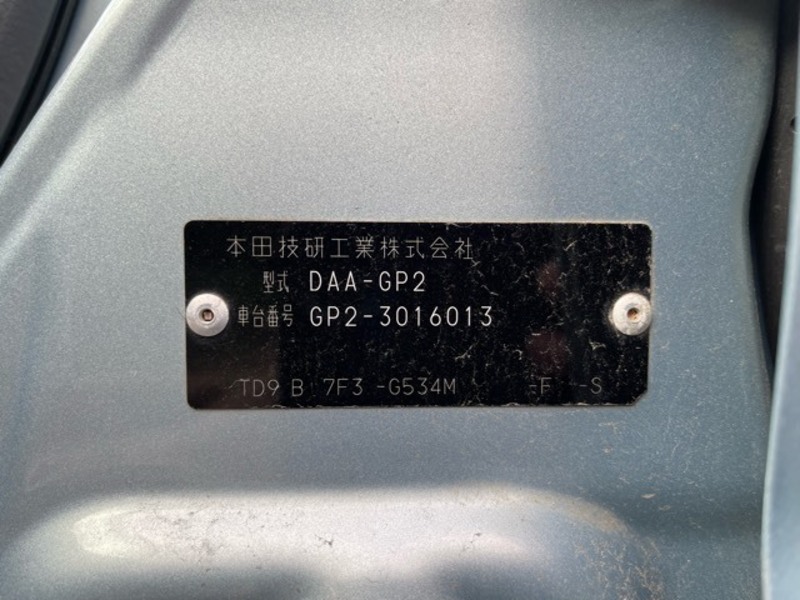 本田技研工業株式会社
型式 DAA-GP2
車台番号 GP2-3016013
TD9 B 7F3 -G534M -F -S